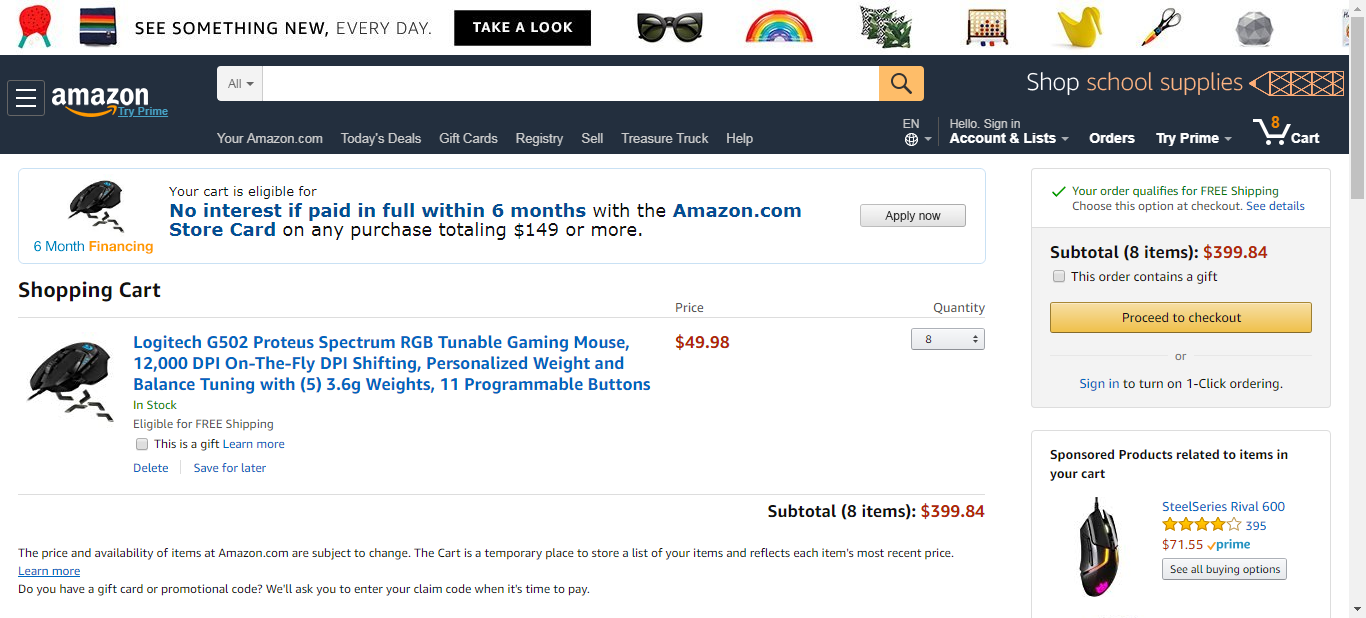 SEE SOMETHING NEW, EVERY DAY.
TAKE A LOOK
amazon
Try Prime
All
Shop school supplies
Your Amazon.com
Today's Deals
Gift Cards
Registry
Sell
Treasure Truck
Help
EN
Hello. Sign in
Account & Lists
Orders
Try Prime
8
Cart
6 Month Financing
Your cart is eligible for
No interest if paid in full within 6 months with the Amazon.com
Store Card on any purchase totaling $149 or more.
Apply now
Shopping Cart
Price
Quantity
Logitech G502 Proteus Spectrum RGB Tunable Gaming Mouse,
12,000 DPI On-The-Fly DPI Shifting, Personalized Weight and
Balance Tuning with (5) 3.6g Weights, 11 Programmable Buttons
$49.98
8
In Stock
Eligible for FREE Shipping
This is a gift Learn more
Delete
Save for later
Subtotal (8 items): $399.84
The price and availability of items at Amazon.com are subject to change. The Cart is a temporary place to store a list of your items and reflects each item's most recent price.
Learn more
Do you have a gift card or promotional code? We'll ask you to enter your claim code when it's time to pay.
Your order qualifies for FREE Shipping
Choose this option at checkout. See details
Subtotal (8 items): $399.84
This order contains a gift
Proceed to checkout
or
Sign in to turn on 1-Click ordering.
Sponsored Products related to items in
your cart
SteelSeries Rival 600
395
$71.55 prime
See all buying options